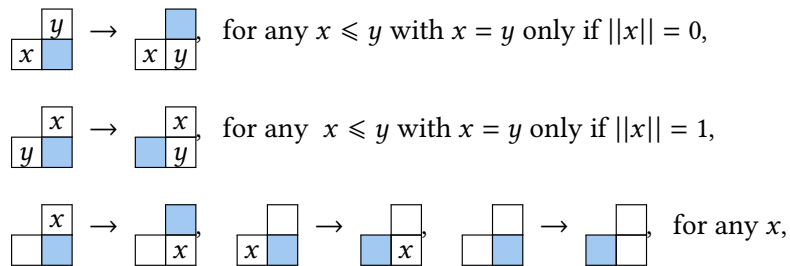 y x → x y, for any x ⩽ y with x = y only if ||x|| = 0,
x y → x y, for any x ⩽ y with x = y only if ||x|| = 1,
x → x, x → x, → , for any x,